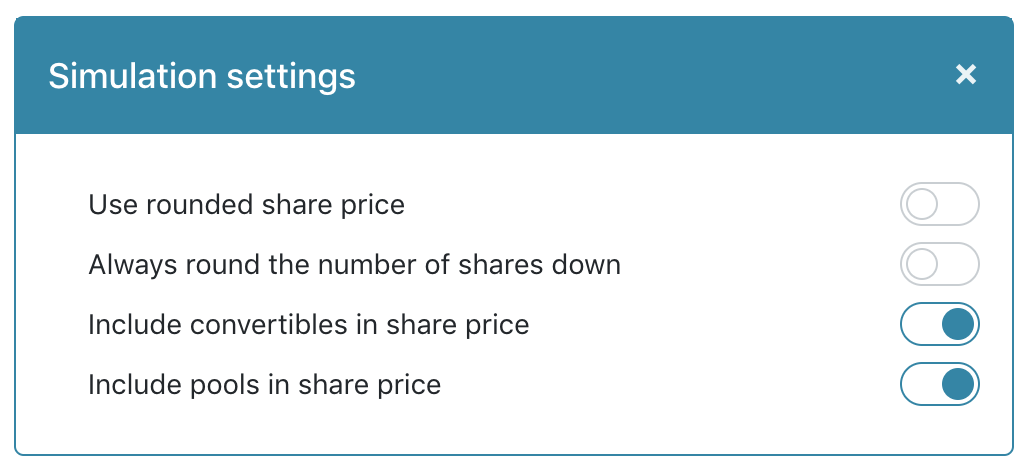 Simulation settings
Use rounded share price
Always round the number of shares down
Include convertibles in share price
Include pools in share price